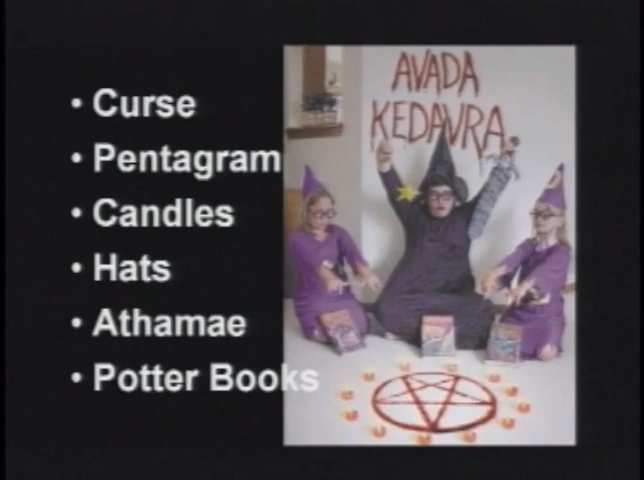 • Curse
• Pentagram
• Candles
• Hats
• Athamae
• Potter Books
AVADA
KEDAVRA